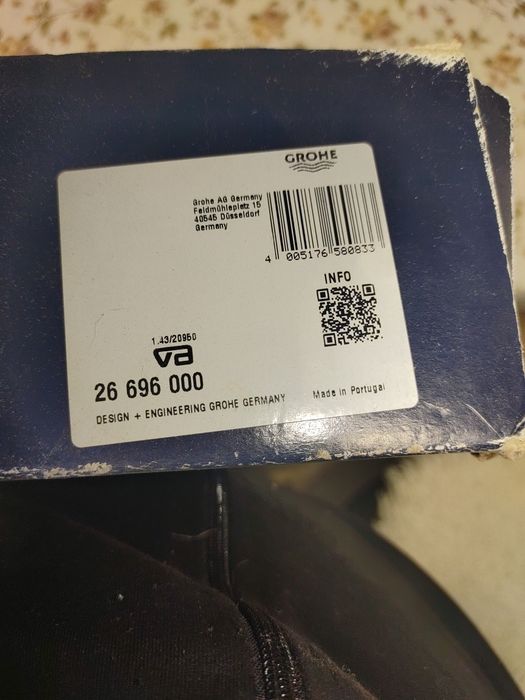 GROHE
Grohe AG Germany
Feldmühleplatz 15
40545 Düsseldorf
Germany
4 005176 580833
INFO
1.43/20950
va
26 696 000
DESIGN + ENGINEERING GROHE GERMANY
Made in Portugal